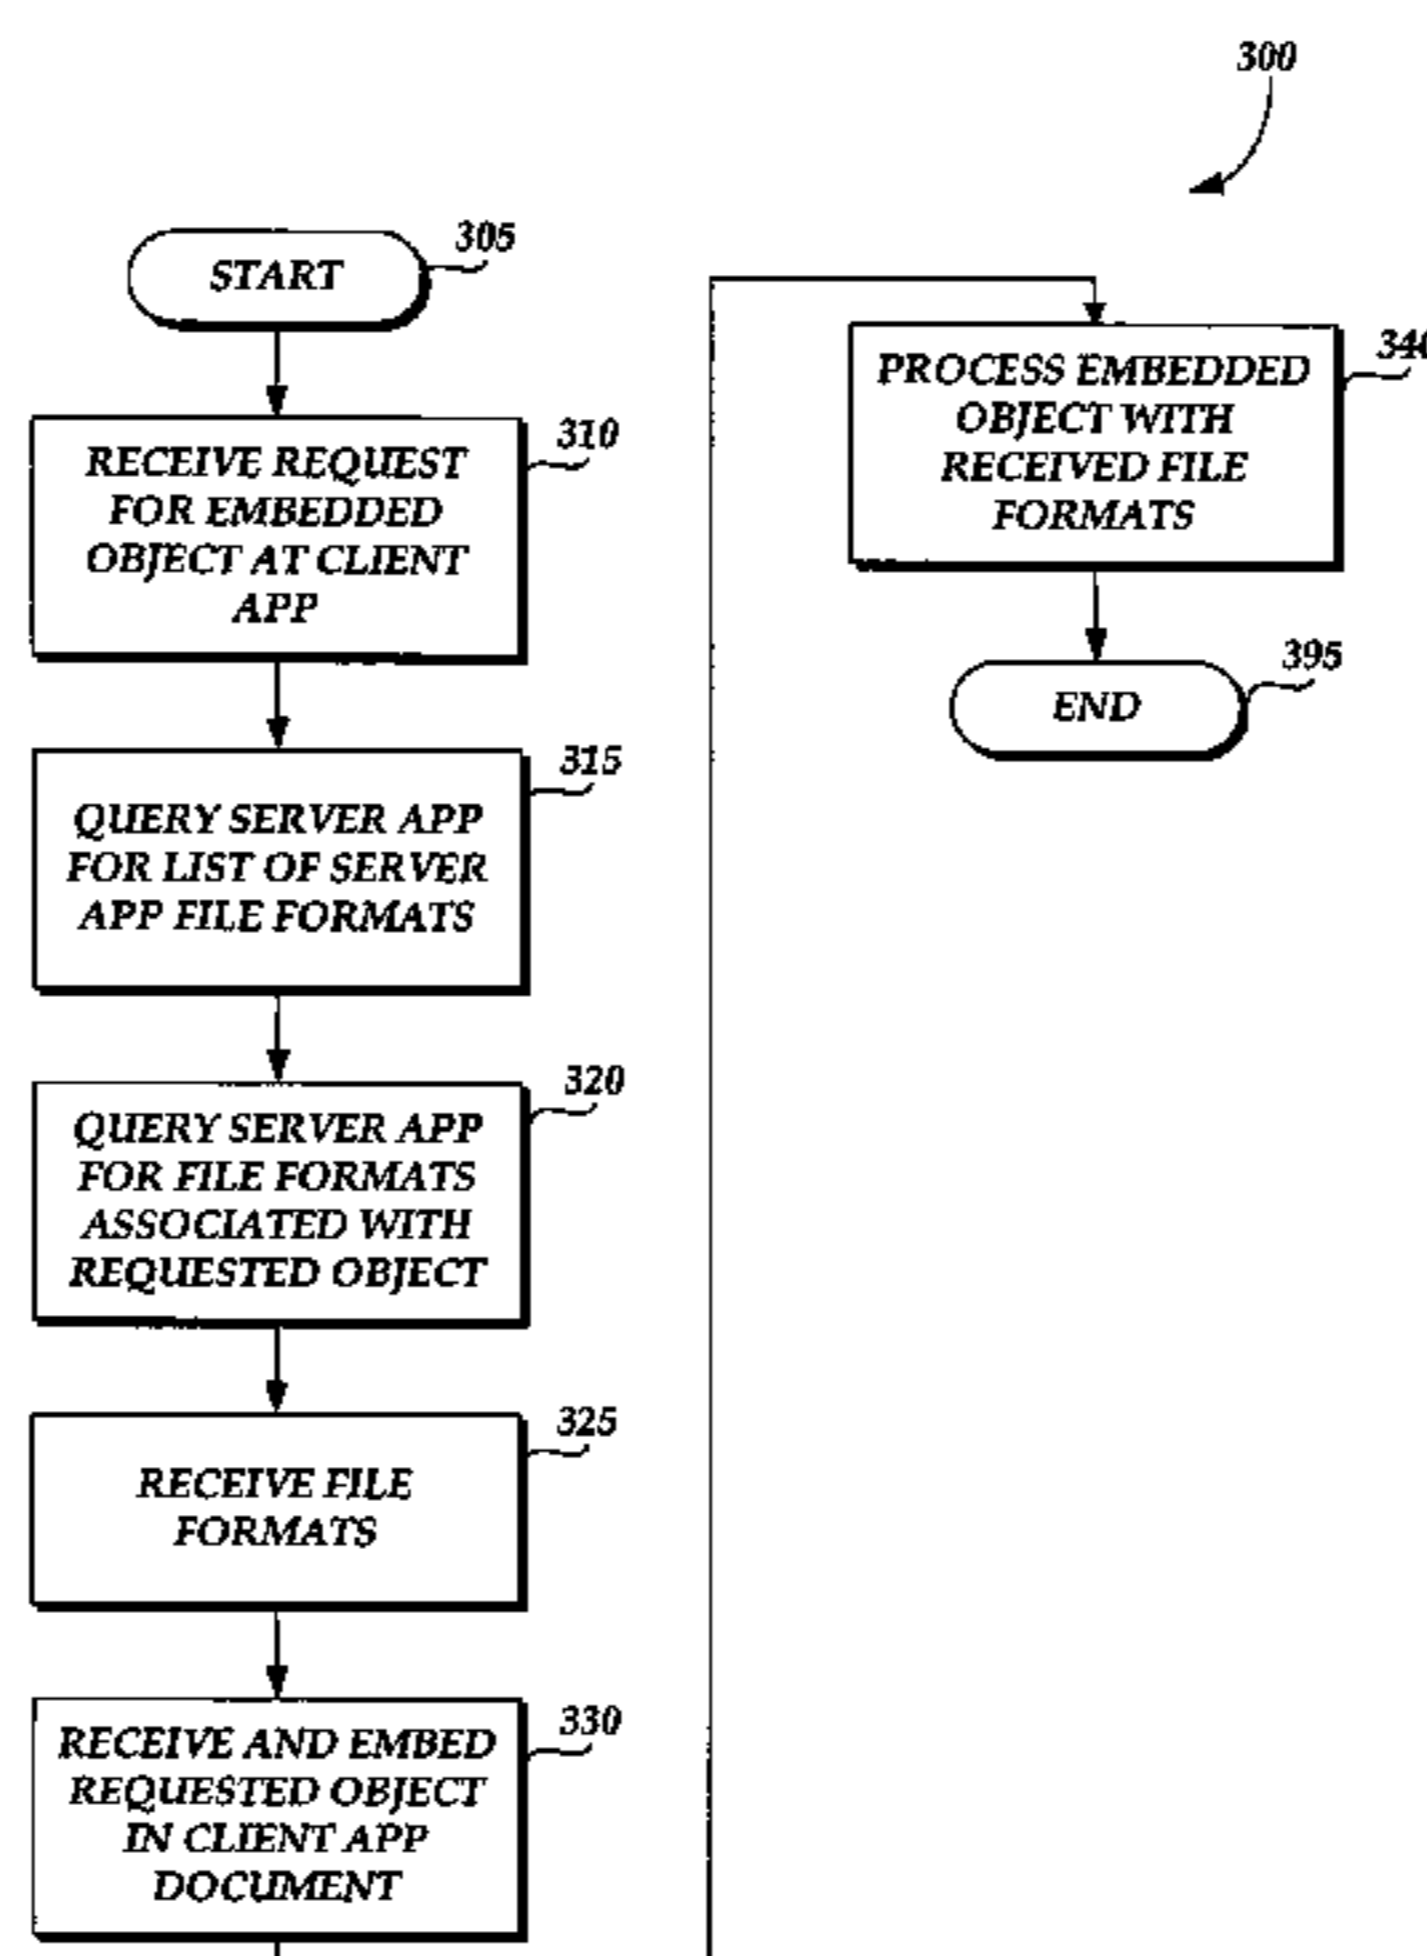 300
305
START
310
RECEIVE REQUEST
FOR EMBEDDED
OBJECT AT CLIENT
APP
315
QUERY SERVER APP
FOR LIST OF SERVER
APP FILE FORMATS
320
QUERY SERVER APP
FOR FILE FORMATS
ASSOCIATED WITH
REQUESTED OBJECT
325
RECEIVE FILE
FORMATS
330
RECEIVE AND EMBED
REQUESTED OBJECT
IN CLIENT APP
DOCUMENT
340
PROCESS EMBEDDED
OBJECT WITH
RECEIVED FILE
FORMATS
395
END